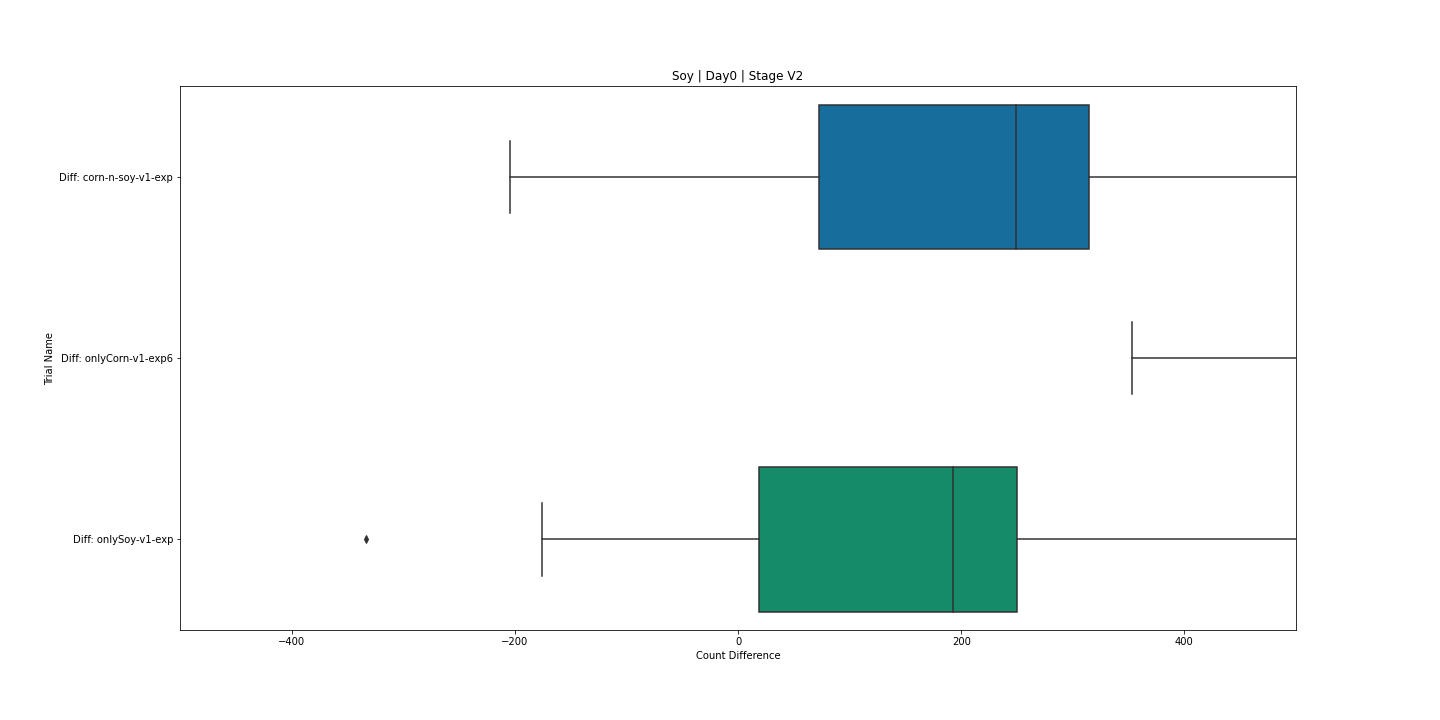 Soy | Day0 | Stage V2
Diff: corn-n-soy-v1-exp
Trial Name
Diff: onlyCorn-v1-exp6
Diff: onlySoy-v1-exp
−400 −200 0 200 400
Count Difference